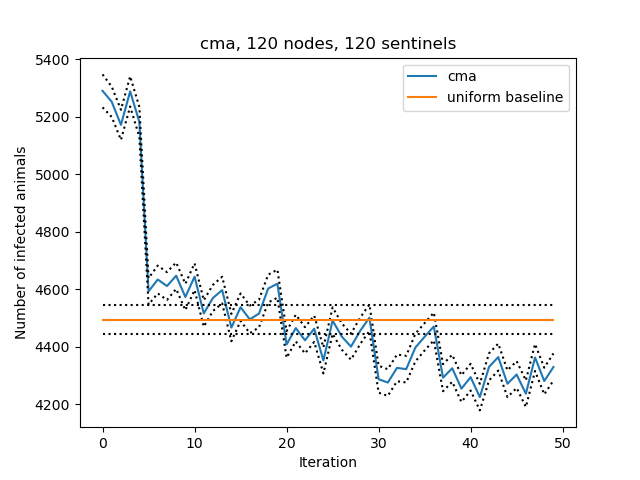 cma, 120 nodes, 120 sentinels
cma
uniform baseline
Number of infected animals
5400
5200
5000
4800
4600
4400
4200
0 10 20 30 40 50
Iteration